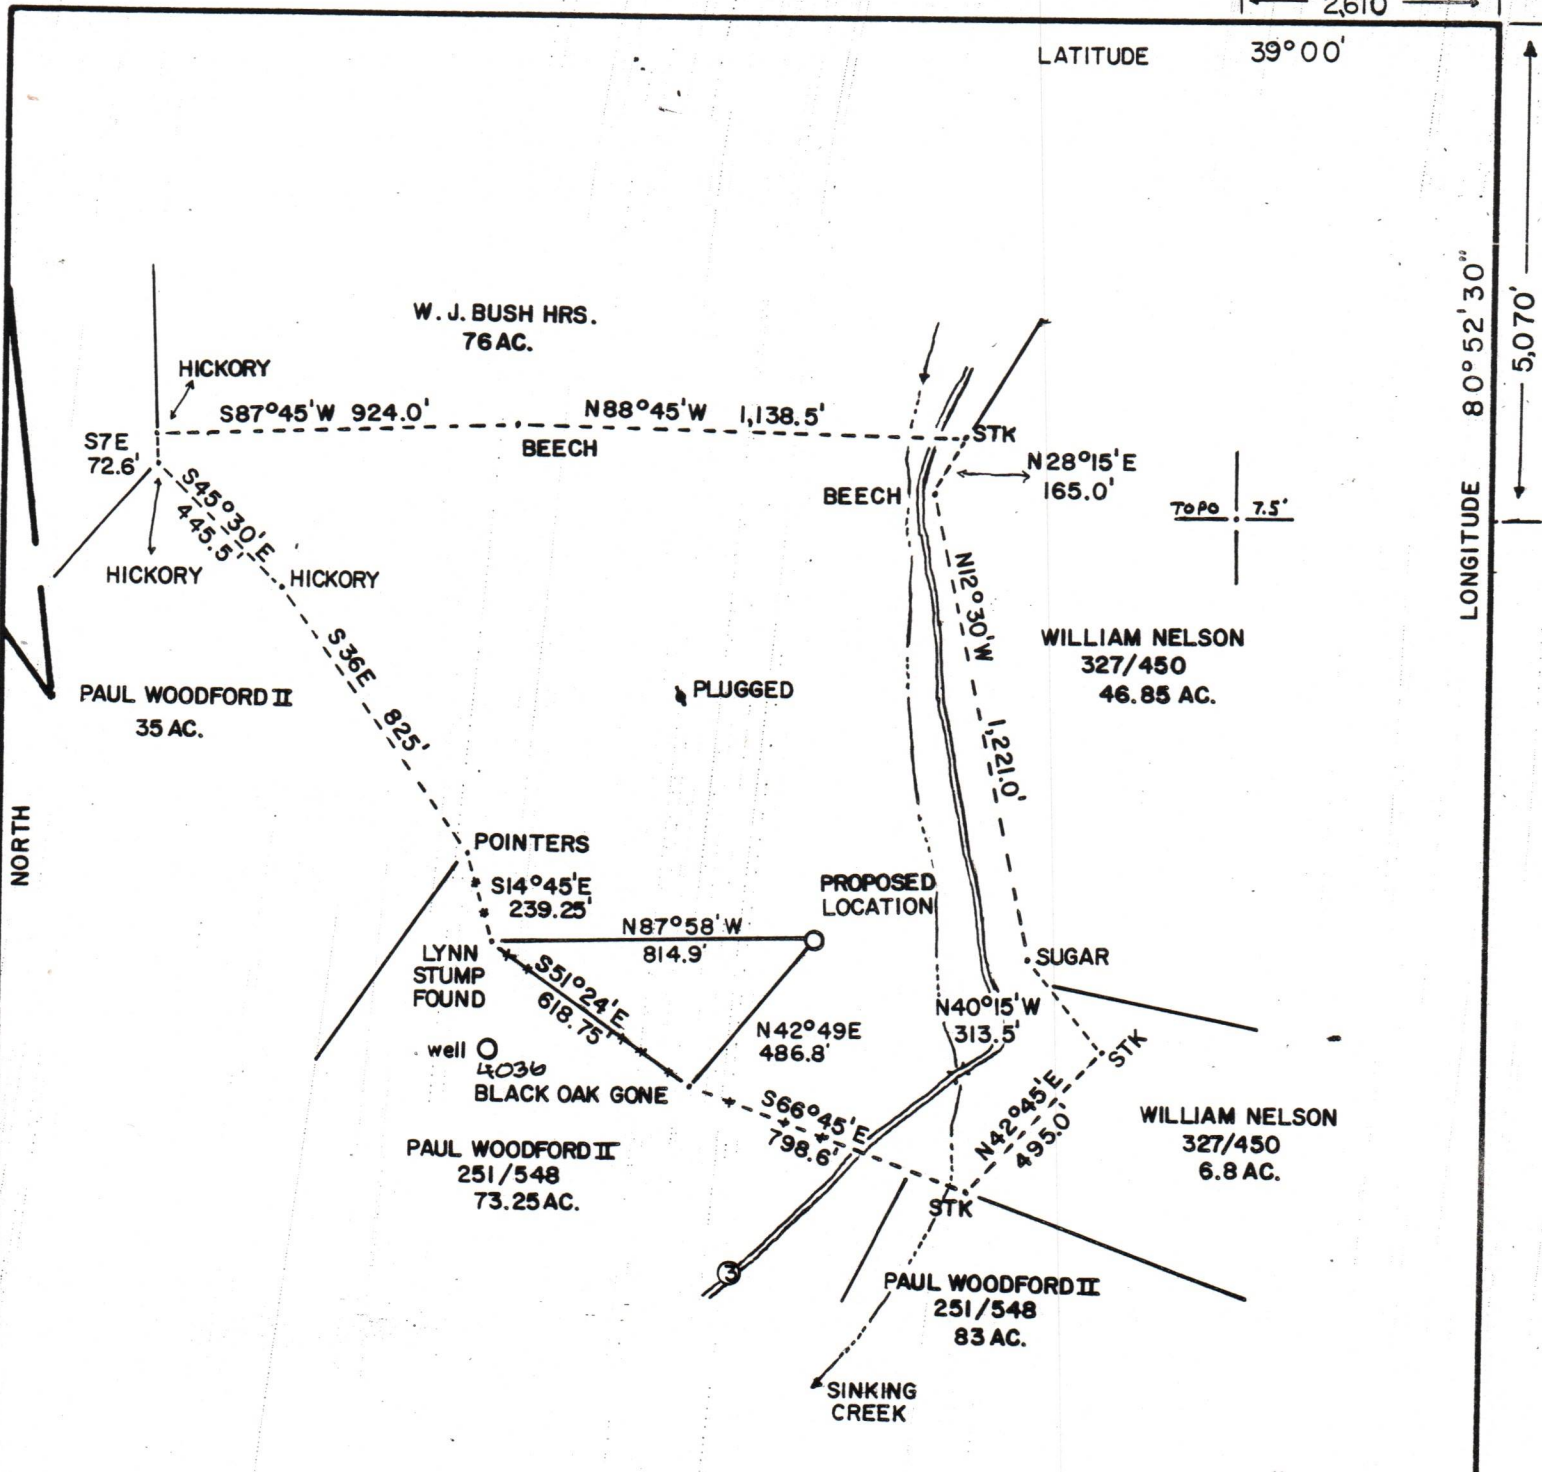 2,610
LATITUDE 39°00'
LONGITUDE 80°52'30"
5,070'
W. J. BUSH HRS.
76 AC.
HICKORY
S87°45'W 924.0'
N88°45'W 1,138.5'
BEECH
STK
S7E
72.6'
N28°15'E
165.0'
BEECH
S45°30'E
445.5'
TOPO 7.5'
HICKORY
HICKORY
N12°30'W
1,221.0'
WILLIAM NELSON
327/450
46.85 AC.
S36E 825'
PLUGGED
PAUL WOODFORD II
35 AC.
NORTH
POINTERS
S14°45'E
239.25'
PROPOSED
LOCATION
N87°58'W
814.9'
LYNN
STUMP
FOUND
S51°24'E
618.75
SUGAR
N40°15'W
313.5'
N42°49E
486.8'
STK
well
4036
BLACK OAK GONE
S66°45'E
798.6'
N42°45'E
495.0'
WILLIAM NELSON
327/450
6.8 AC.
PAUL WOODFORD II
251/548
73.25 AC.
STK
3
PAUL WOODFORD II
251/548
83 AC.
SINKING
CREEK